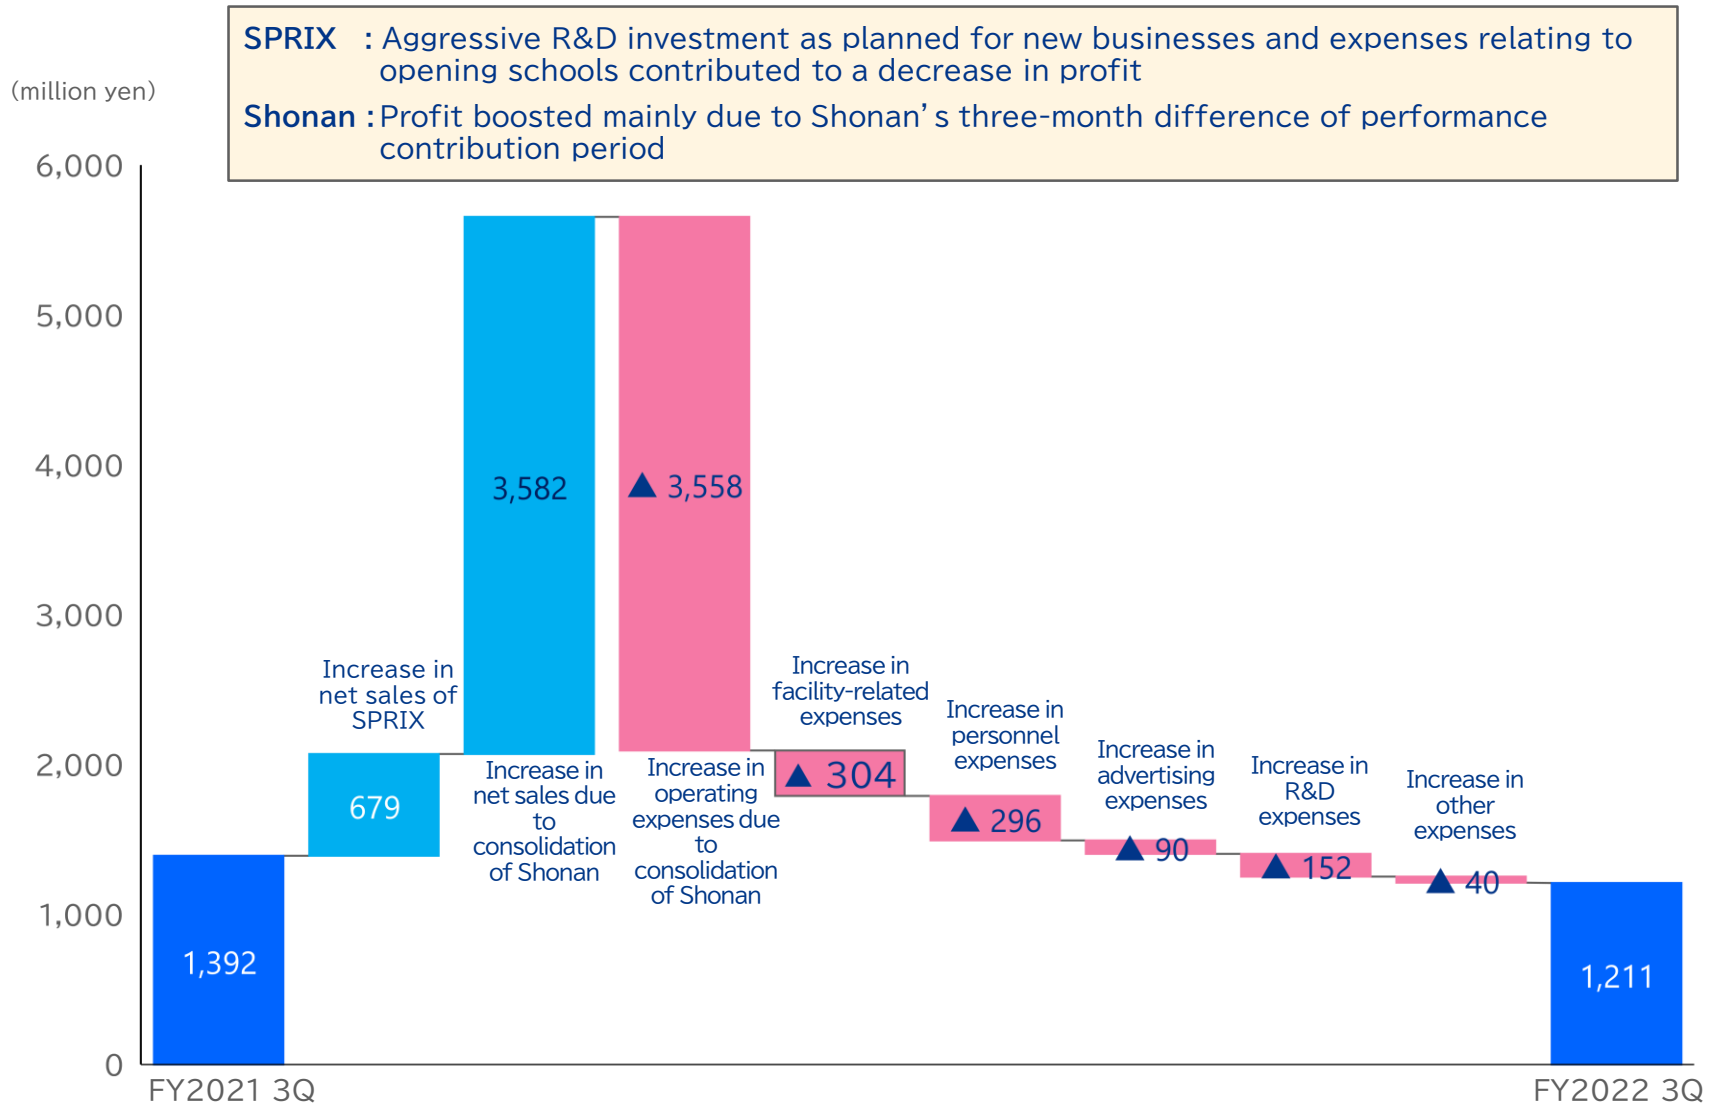 SPRIX : Aggressive R&D investment as planned for new businesses and expenses relating to
opening schools contributed to a decrease in profit
Shonan : Profit boosted mainly due to Shonan’s three-month difference of performance
contribution period
(million yen)
6,000
5,000
4,000
3,000
2,000
1,000
0
1,392
FY2021 3Q
Increase in
net sales of
SPRIX
679
3,582
Increase in
net sales due
to
consolidation
of Shonan
▲ 3,558
Increase in
operating
expenses due
to
consolidation
of Shonan
Increase in
facility-related
expenses
▲ 304
Increase in
personnel
expenses
▲ 296
Increase in
advertising
expenses
▲ 90
Increase in
R&D
expenses
▲ 152
Increase in
other
expenses
▲ 40
1,211
FY2022 3Q